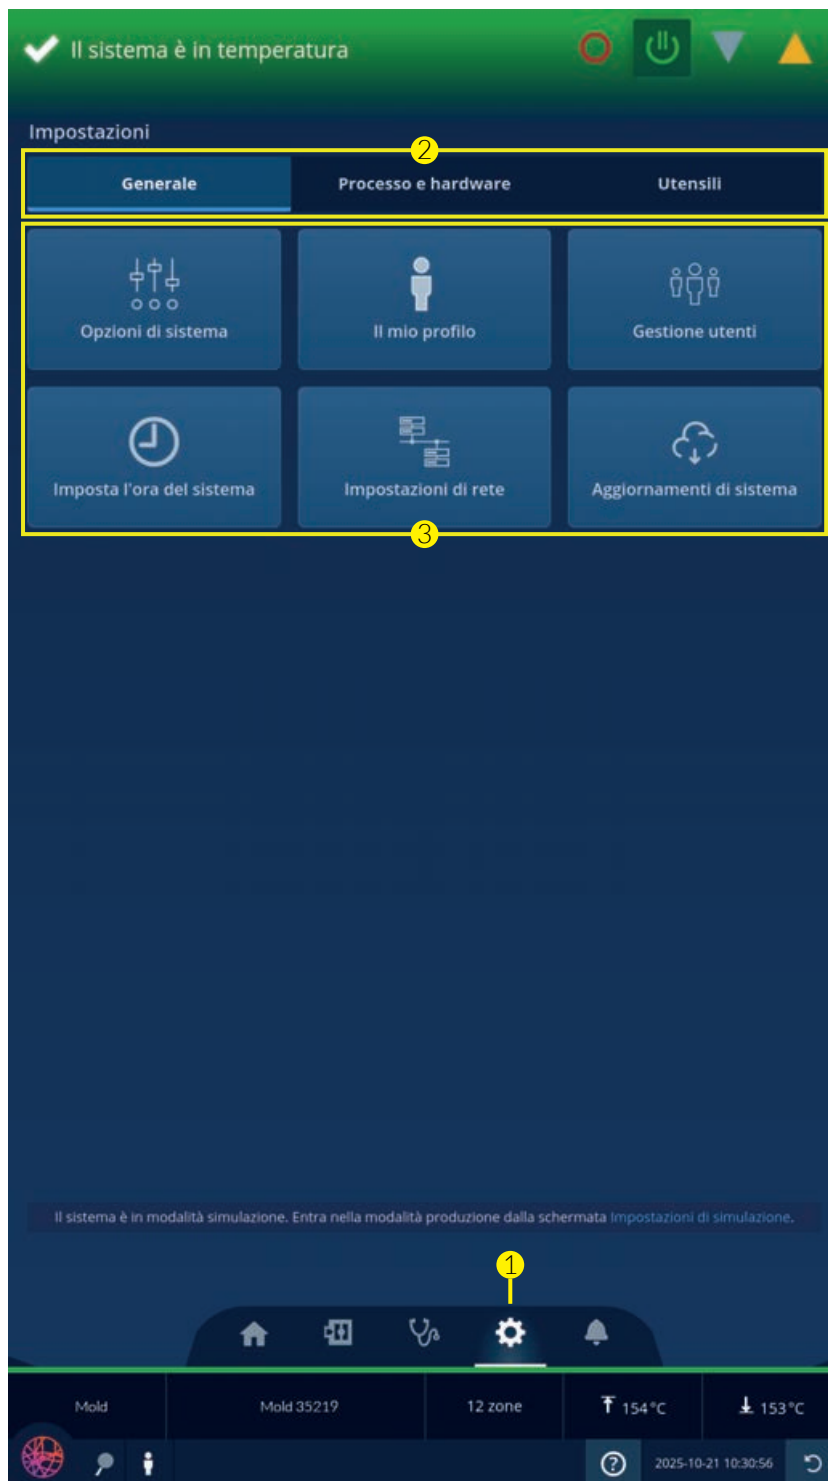 Il sistema è in temperatura
Impostazioni
2
Generale Processo e hardware Utensili
Opzioni di sistema Il mio profilo Gestione utenti
Imposta l'ora del sistema Impostazioni di rete Aggiornamenti di sistema
3
Il sistema è in modalità simulazione. Entra nella modalità produzione dalla schermata Impostazioni di simulazione.
1
Mold Mold 35219 12 zone 154°C 153°C
? 2025-10-21 10:30:56